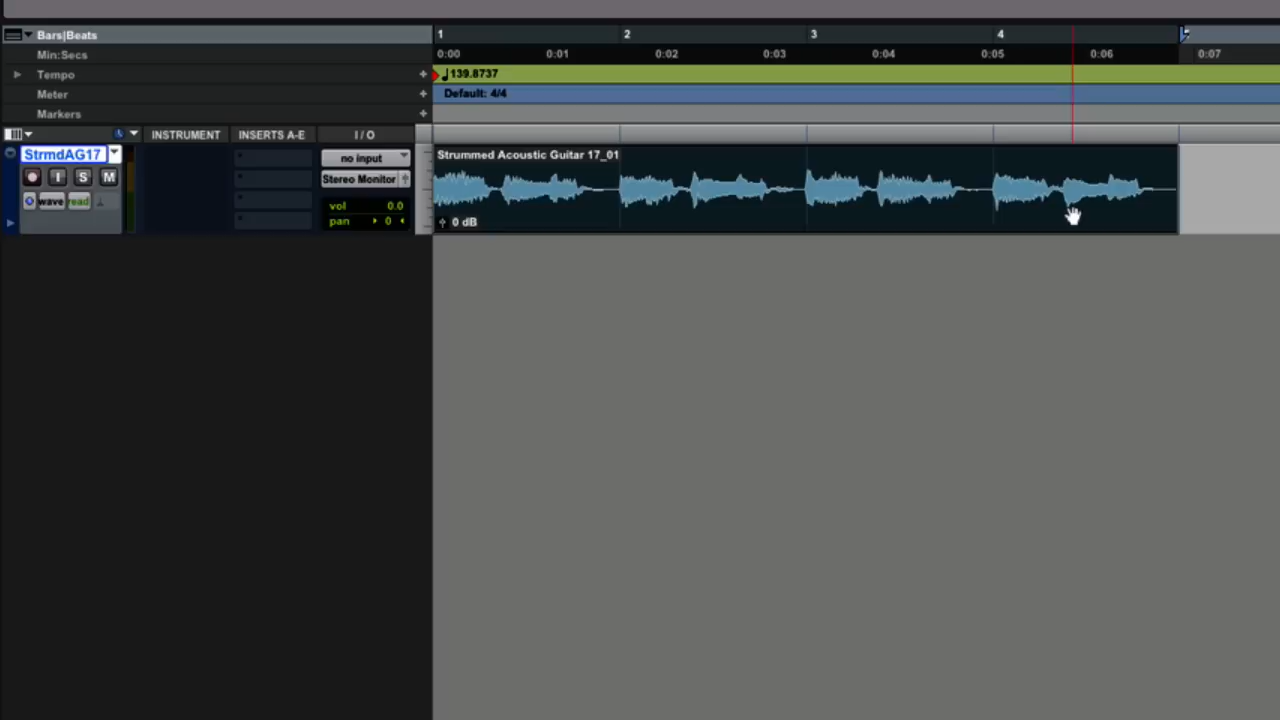 Bars|Beats 1 2 3 4
Min:Secs 0:00 0:01 0:02 0:03 0:04 0:05 0:06 0:07
Tempo + 139.8737
Meter + Default: 4/4
Markers +
INSTRUMENT INSERTS A-E I / O
StrmdAG17 no input Strummed Acoustic Guitar 17_01
I S M Stereo Monitor
wave read vol 0.0
pan 0 0 dB